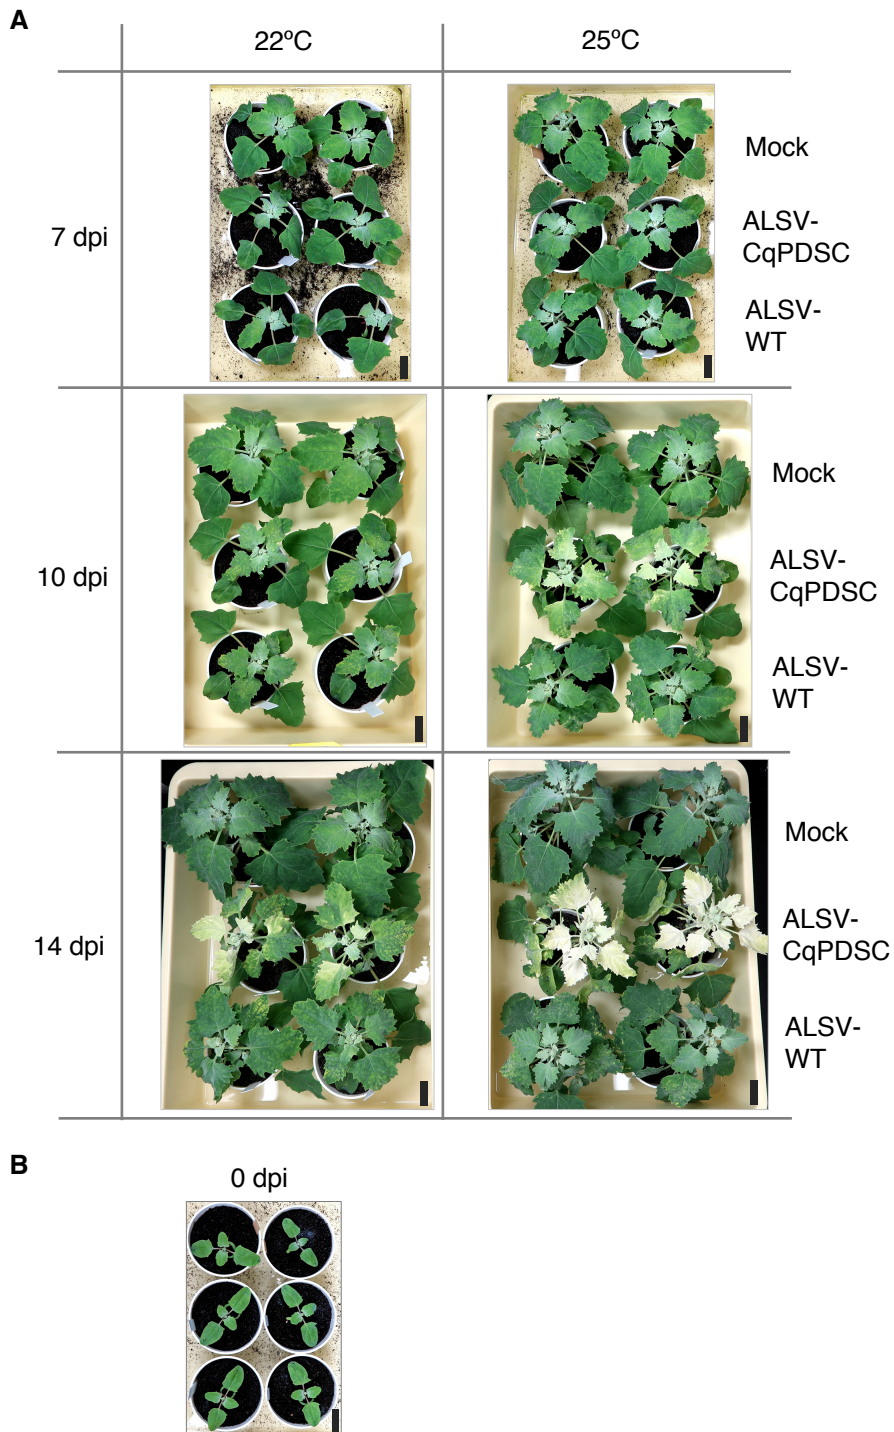 A
22ºC
25ºC
7 dpi
Mock
ALSV-
CqPDSC
ALSV-
WT
10 dpi
Mock
ALSV-
CqPDSC
ALSV-
WT
14 dpi
Mock
ALSV-
CqPDSC
ALSV-
WT
B
0 dpi